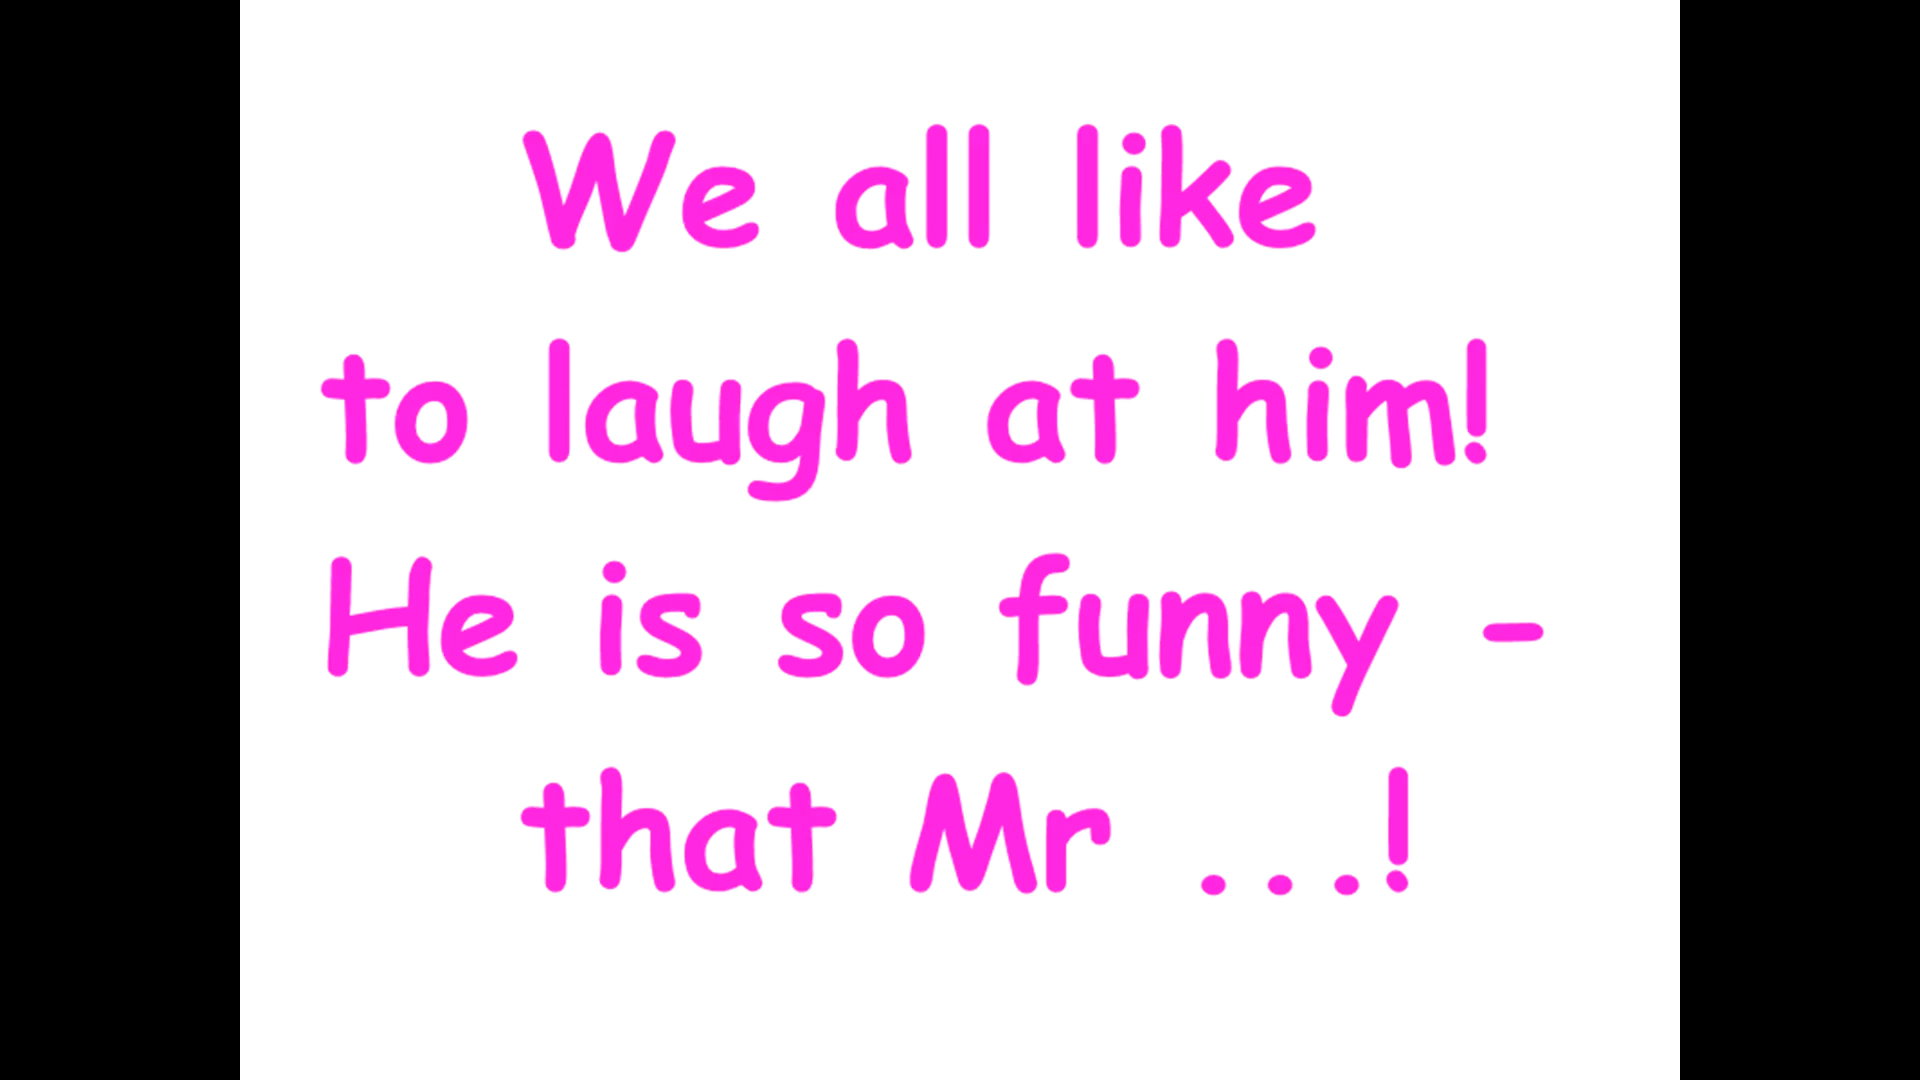 We all like
to laugh at him!
He is so funny -
that Mr ...!